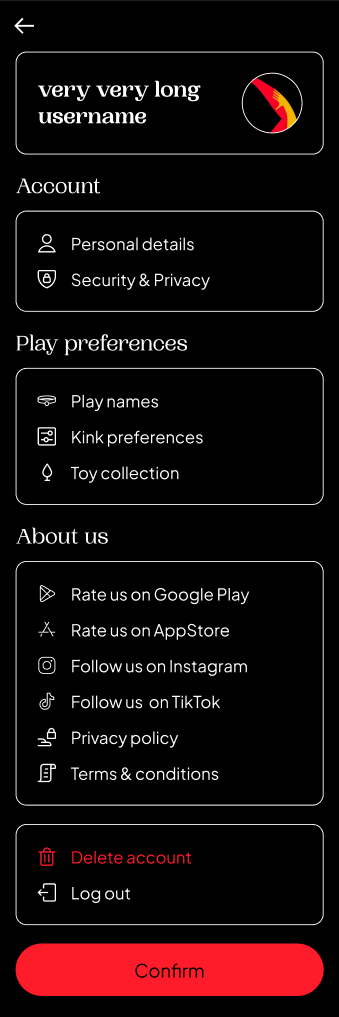 very very long
username
Account
Personal details
Security & Privacy
Play preferences
Play names
Kink preferences
Toy collection
About us
Rate us on Google Play
Rate us on AppStore
Follow us on Instagram
Follow us  on TikTok
Privacy policy
Terms & conditions
Delete account
Log out
Confirm